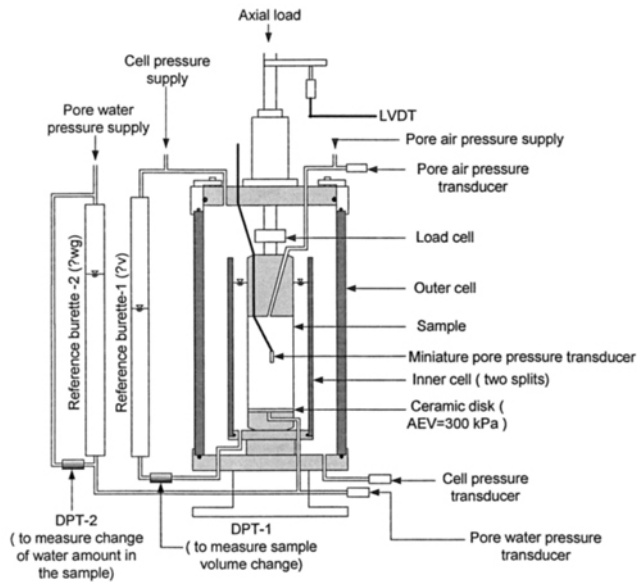 Axial load
Cell pressure
supply
LVDT
Pore water
pressure supply
Pore air pressure supply
Pore air pressure
transducer
Reference burette -2 (?wg)
Reference burette-1 (?v)
Load cell
Outer cell
Sample
Miniature pore pressure transducer
Inner cell ( two splits)
Ceramic disk (
AEV=300 kPa )
Cell pressure
transducer
DPT-2
( to measure change
of water amount in
the sample)
DPT-1
( to measure sample
volume change)
Pore water pressure
transducer